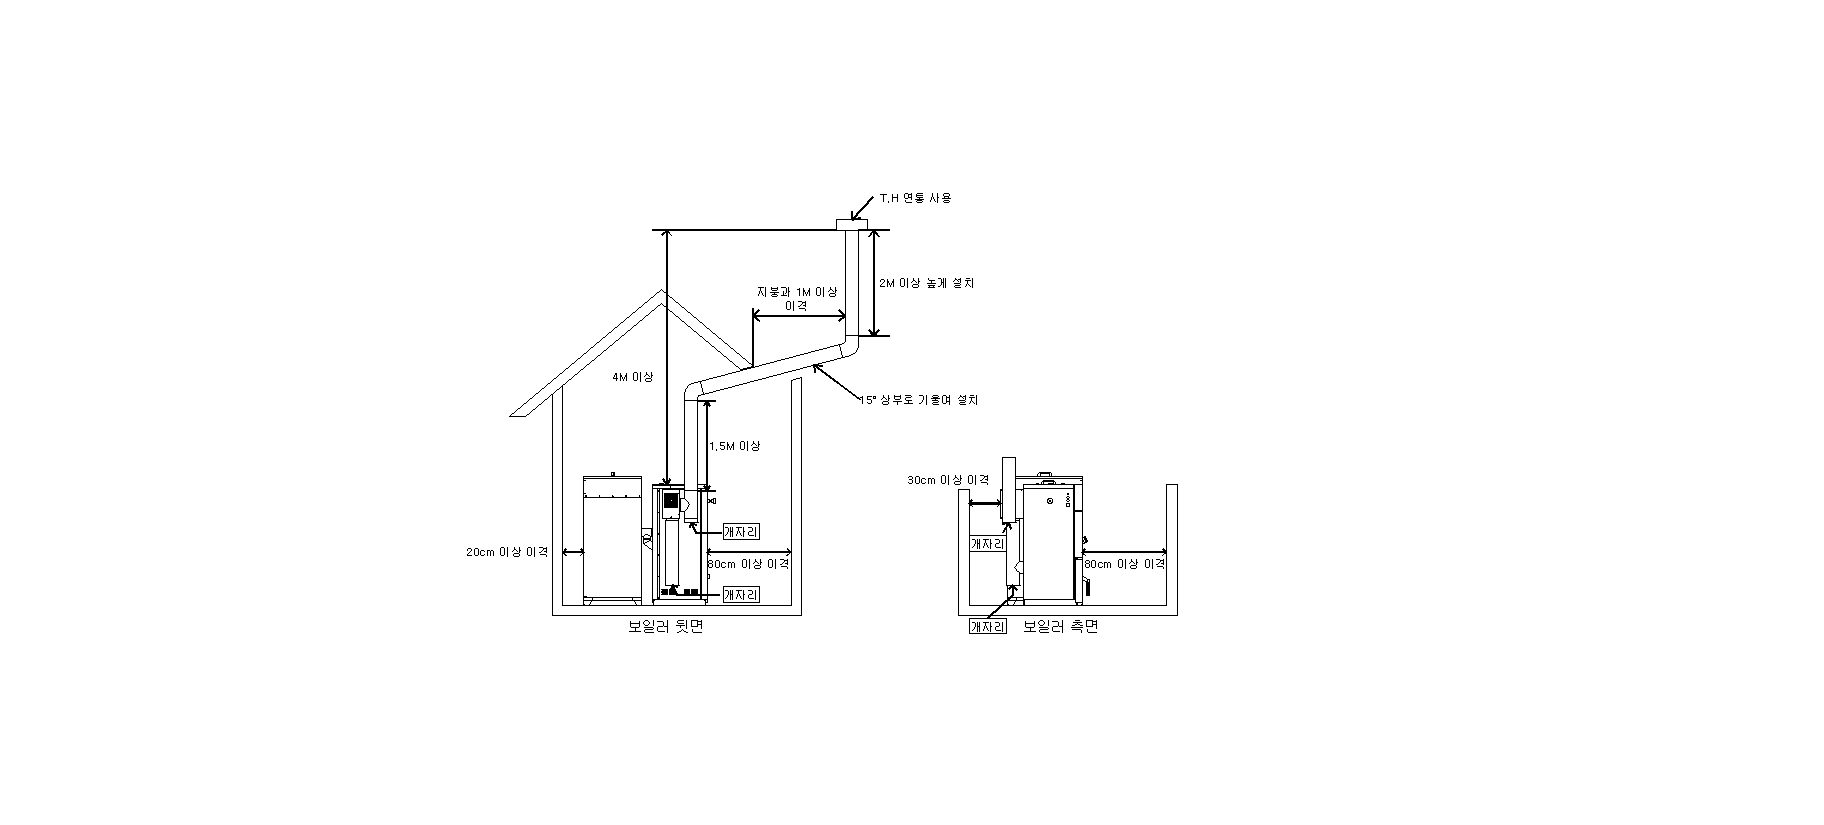 T.H 연통 사용
2M 이상 높게 설치
지붕과 1M 이상
이격
4M 이상
15° 상부로 기울여 설치
1.5M 이상
개자리
20cm 이상 이격
80cm 이상 이격
개자리
보일러 뒷면
30cm 이상 이격
개자리
80cm 이상 이격
개자리
보일러 측면